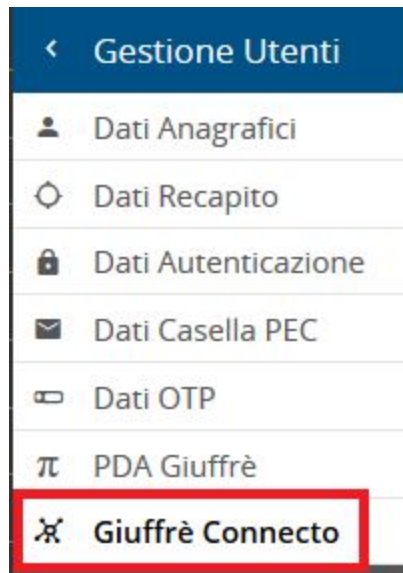 Gestione Utenti
Dati Anagrafici
Dati Recapito
Dati Autenticazione
Dati Casella PEC
Dati OTP
π PDA Giuffrè
Giuffrè Connecto